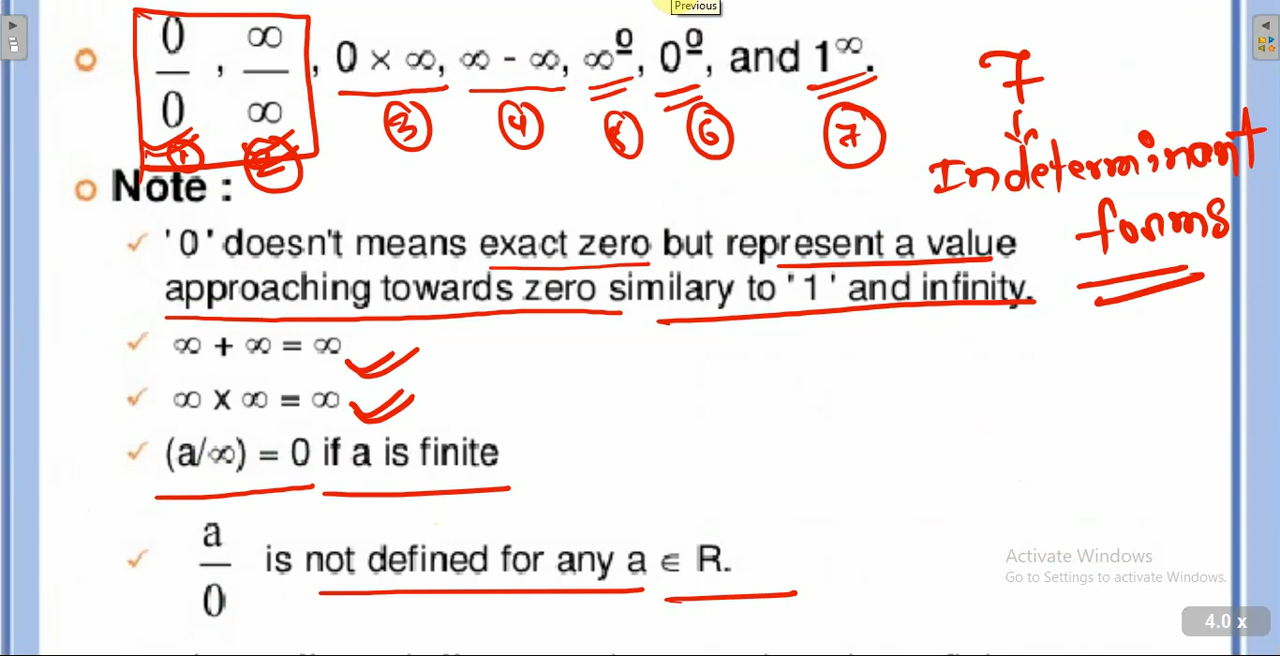 Previous
0/0 , ∞/∞ , 0 × ∞, ∞ - ∞, ∞⁰, 0⁰, and 1^∞.
1 2 3 4 5 6 7
7
Indeterminant
forms
Note :
'0' doesn't means exact zero but represent a value
approaching towards zero similary to '1' and infinity.
∞ + ∞ = ∞
∞ X ∞ = ∞
(a/∞) = 0 if a is finite
a/0 is not defined for any a ∈ R.
Activate Windows
Go to Settings to activate Windows.
4.0 x